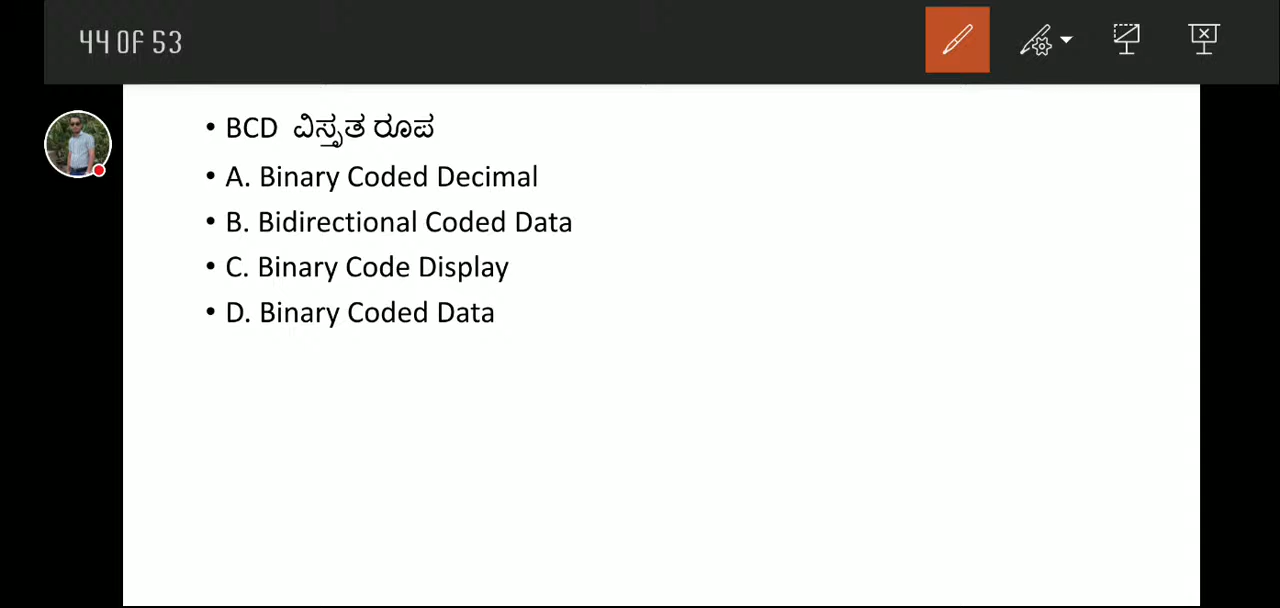 44 OF 53
• BCD ವಿಸ್ತೃತ ರೂಪ
• A. Binary Coded Decimal
• B. Bidirectional Coded Data
• C. Binary Code Display
• D. Binary Coded Data